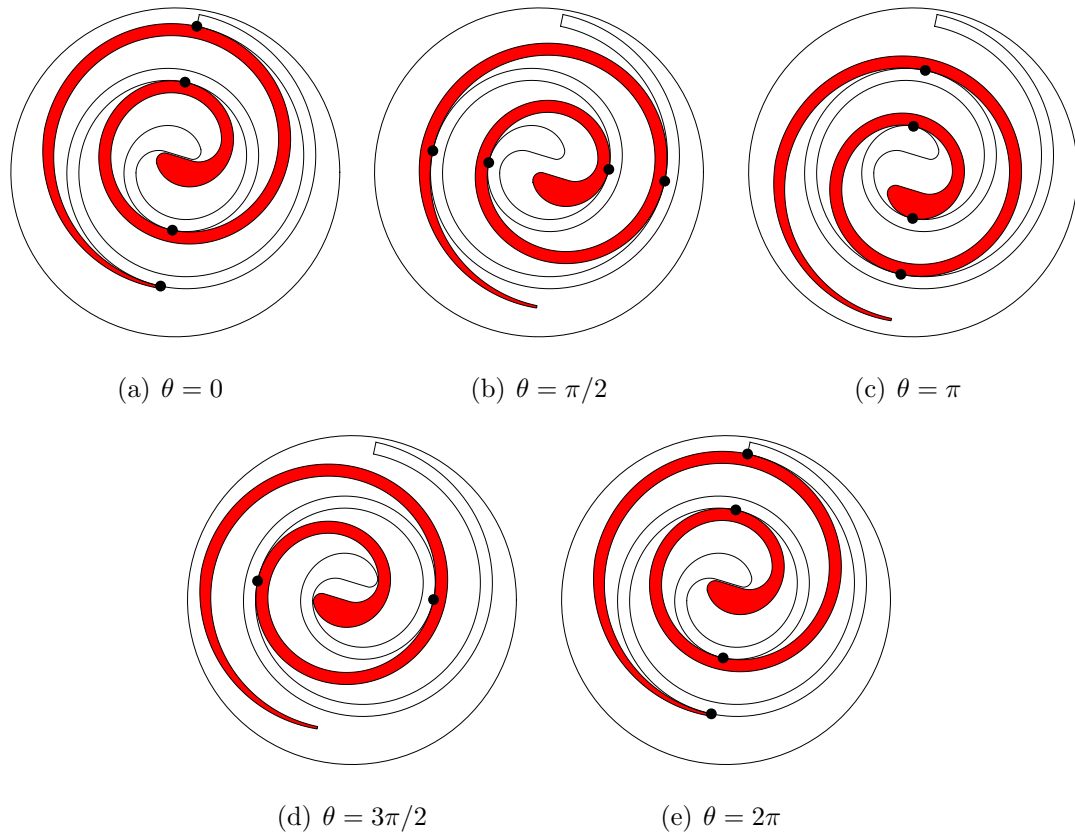 (a) θ = 0
(b) θ = π/2
(c) θ = π
(d) θ = 3π/2
(e) θ = 2π